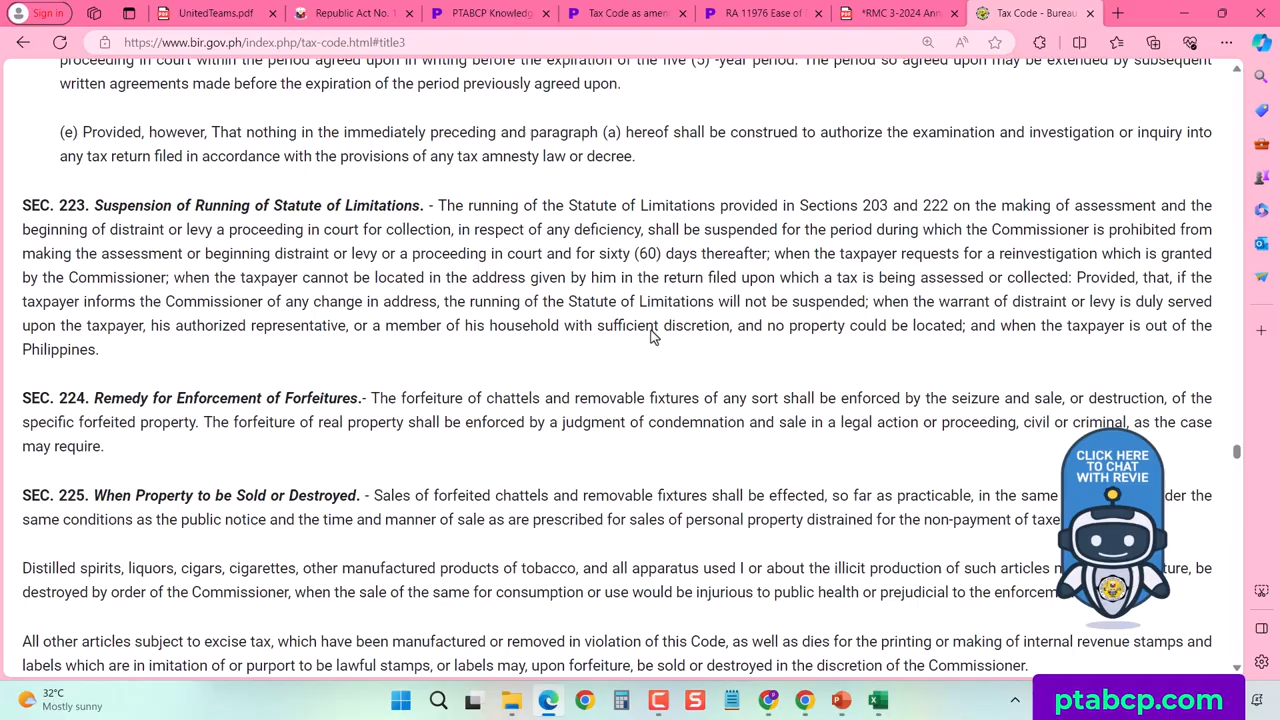 Sign in
UnitedTeams.pdf
Republic Act No. 1
PTABCP Knowledg
Tax Code as amen
RA 11976 Ease of
*RMC 3-2024 Ann
Tax Code - Bureau
https://www.bir.gov.ph/index.php/tax-code.html#title3
proceeding in court within the period agreed upon in writing before the expiration of the five (5) -year period. The period so agreed upon may be extended by subsequent
written agreements made before the expiration of the period previously agreed upon.
(e) Provided, however, That nothing in the immediately preceding and paragraph (a) hereof shall be construed to authorize the examination and investigation or inquiry into
any tax return filed in accordance with the provisions of any tax amnesty law or decree.
SEC. 223. Suspension of Running of Statute of Limitations. - The running of the Statute of Limitations provided in Sections 203 and 222 on the making of assessment and the
beginning of distraint or levy a proceeding in court for collection, in respect of any deficiency, shall be suspended for the period during which the Commissioner is prohibited from
making the assessment or beginning distraint or levy or a proceeding in court and for sixty (60) days thereafter; when the taxpayer requests for a reinvestigation which is granted
by the Commissioner; when the taxpayer cannot be located in the address given by him in the return filed upon which a tax is being assessed or collected: Provided, that, if the
taxpayer informs the Commissioner of any change in address, the running of the Statute of Limitations will not be suspended; when the warrant of distraint or levy is duly served
upon the taxpayer, his authorized representative, or a member of his household with sufficient discretion, and no property could be located; and when the taxpayer is out of the
Philippines.
SEC. 224. Remedy for Enforcement of Forfeitures.- The forfeiture of chattels and removable fixtures of any sort shall be enforced by the seizure and sale, or destruction, of the
specific forfeited property. The forfeiture of real property shall be enforced by a judgment of condemnation and sale in a legal action or proceeding, civil or criminal, as the case
may require.
CLICK HERE
TO CHAT
WITH REVIE
SEC. 225. When Property to be Sold or Destroyed. - Sales of forfeited chattels and removable fixtures shall be effected, so far as practicable, in the same der the
same conditions as the public notice and the time and manner of sale as are prescribed for sales of personal property distrained for the non-payment of taxe
Distilled spirits, liquors, cigars, cigarettes, other manufactured products of tobacco, and all apparatus used I or about the illicit production of such articles m ture, be
destroyed by order of the Commissioner, when the sale of the same for consumption or use would be injurious to public health or prejudicial to the enforcem
All other articles subject to excise tax, which have been manufactured or removed in violation of this Code, as well as dies for the printing or making of internal revenue stamps and
labels which are in imitation of or purport to be lawful stamps, or labels may, upon forfeiture, be sold or destroyed in the discretion of the Commissioner.
32°C
Mostly sunny
ptabcp.com